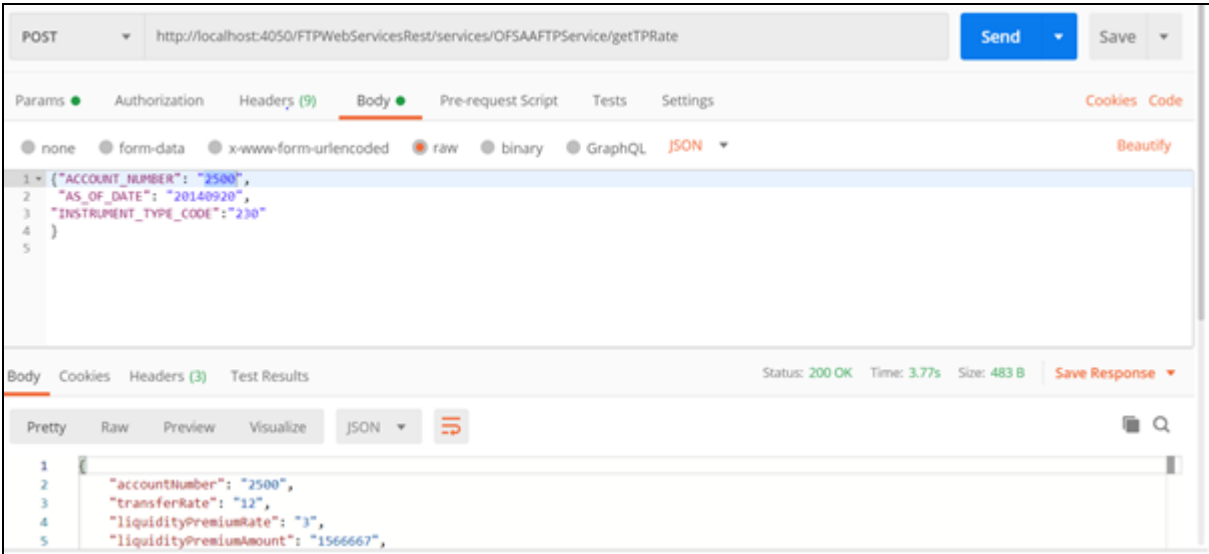 POST http://localhost:4050/FTPWebServicesRest/services/OFSAAFTPService/getTPRate Send Save
Params Authorization Headers (9) Body Pre-request Script Tests Settings Cookies Code
none form-data x-www-form-urlencoded raw binary GraphQL JSON Beautify
1 {"ACCOUNT_NUMBER": "2500",
2 "AS_OF_DATE": "20140920",
3 "INSTRUMENT_TYPE_CODE":"230"
4 }
5
Body Cookies Headers (3) Test Results Status: 200 OK Time: 3.77s Size: 483 B Save Response
Pretty Raw Preview Visualize JSON
1 {
2 "accountNumber": "2500",
3 "transferRate": "12",
4 "liquidityPremiumRate": "3",
5 "liquidityPremiumAmount": "1566667",